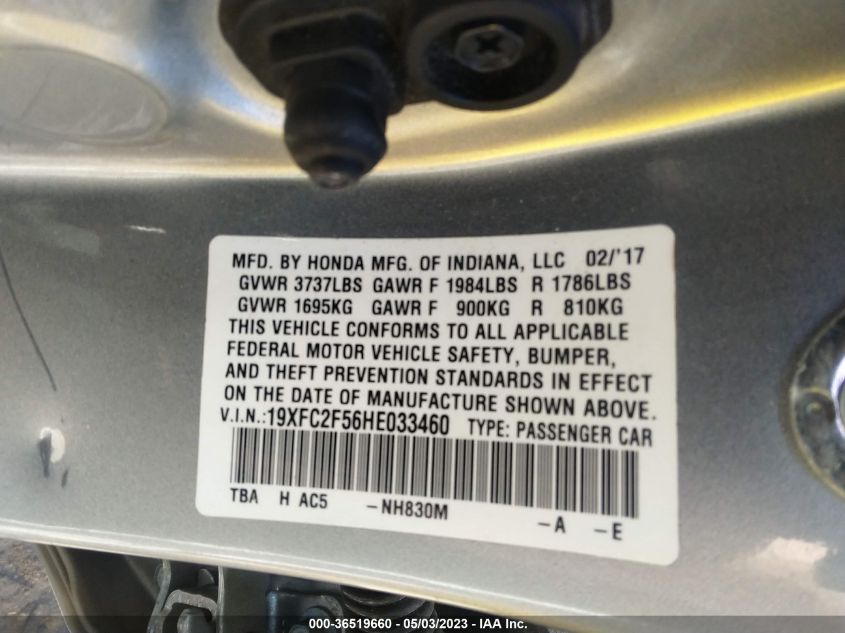 MFD. BY HONDA MFG. OF INDIANA, LLC 02/'17
GVWR 3737LBS GAWR F 1984LBS R 1786LBS
GVWR 1695KG GAWR F 900KG R 810KG
THIS VEHICLE CONFORMS TO ALL APPLICABLE
FEDERAL MOTOR VEHICLE SAFETY, BUMPER,
AND THEFT PREVENTION STANDARDS IN EFFECT
ON THE DATE OF MANUFACTURE SHOWN ABOVE.
V.I.N.:19XFC2F56HE033460 TYPE: PASSENGER CAR
TBA H AC5 -NH830M -A -E
000-36519660 - 05/03/2023 - IAA Inc.